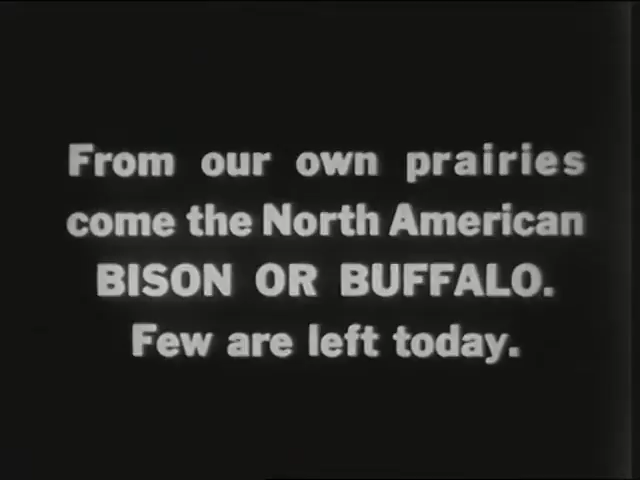 From our own prairies
come the North American
BISON OR BUFFALO.
Few are left today.